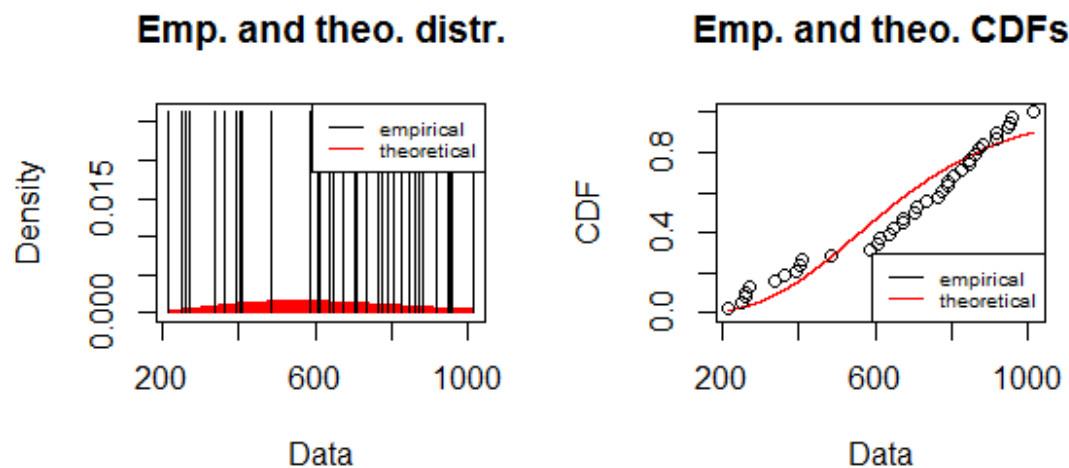 Emp. and theo. distr.
Density
0.000 0.015
empirical
theoretical
200 600 1000
Data
Emp. and theo. CDFs
CDF
0.0 0.4 0.8
empirical
theoretical
200 600 1000
Data